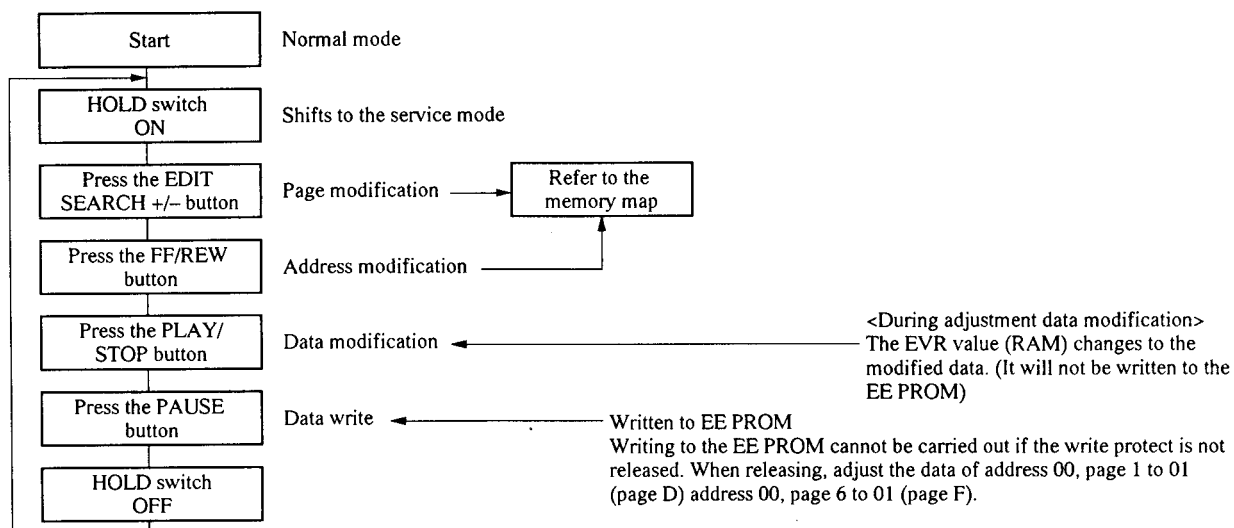 Start
Normal mode
HOLD switch
ON
Shifts to the service mode
Press the EDIT
SEARCH +/– button
Page modification
Refer to the
memory map
Press the FF/REW
button
Address modification
Press the PLAY/
STOP button
Data modification
<During adjustment data modification>
The EVR value (RAM) changes to the
modified data. (It will not be written to the
EE PROM)
Press the PAUSE
button
Data write
Written to EE PROM
Writing to the EE PROM cannot be carried out if the write protect is not
released. When releasing, adjust the data of address 00, page 1 to 01
(page D) address 00, page 6 to 01 (page F).
HOLD switch
OFF